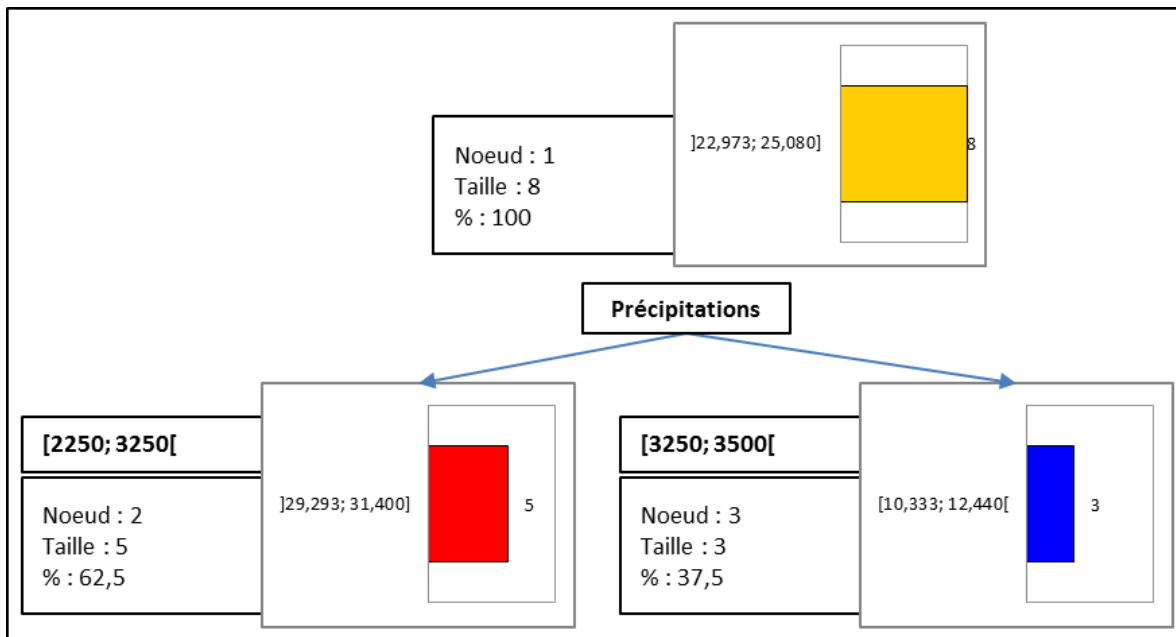 Noeud : 1
Taille : 8
% : 100
]22,973; 25,080]
8
Précipitations
[2250; 3250[
Noeud : 2
Taille : 5
% : 62,5
]29,293; 31,400]
5
[3250; 3500[
Noeud : 3
Taille : 3
% : 37,5
[10,333; 12,440[
3